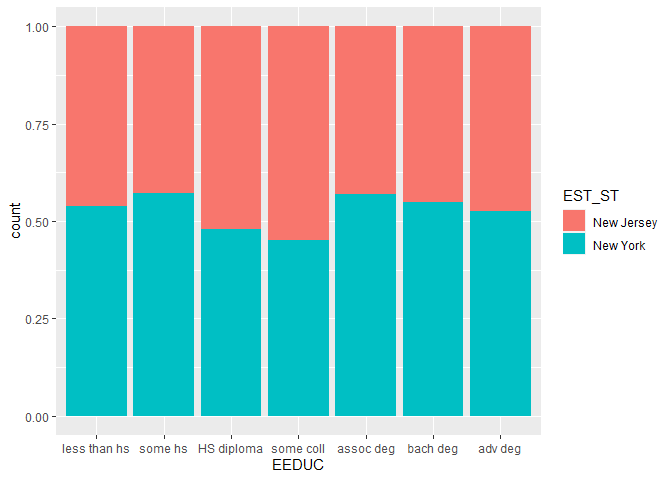 1.00
0.75
0.50
0.25
0.00
count
less than hs some hs HS diploma some coll assoc deg bach deg adv deg
EEDUC
EST_ST
New Jersey
New York